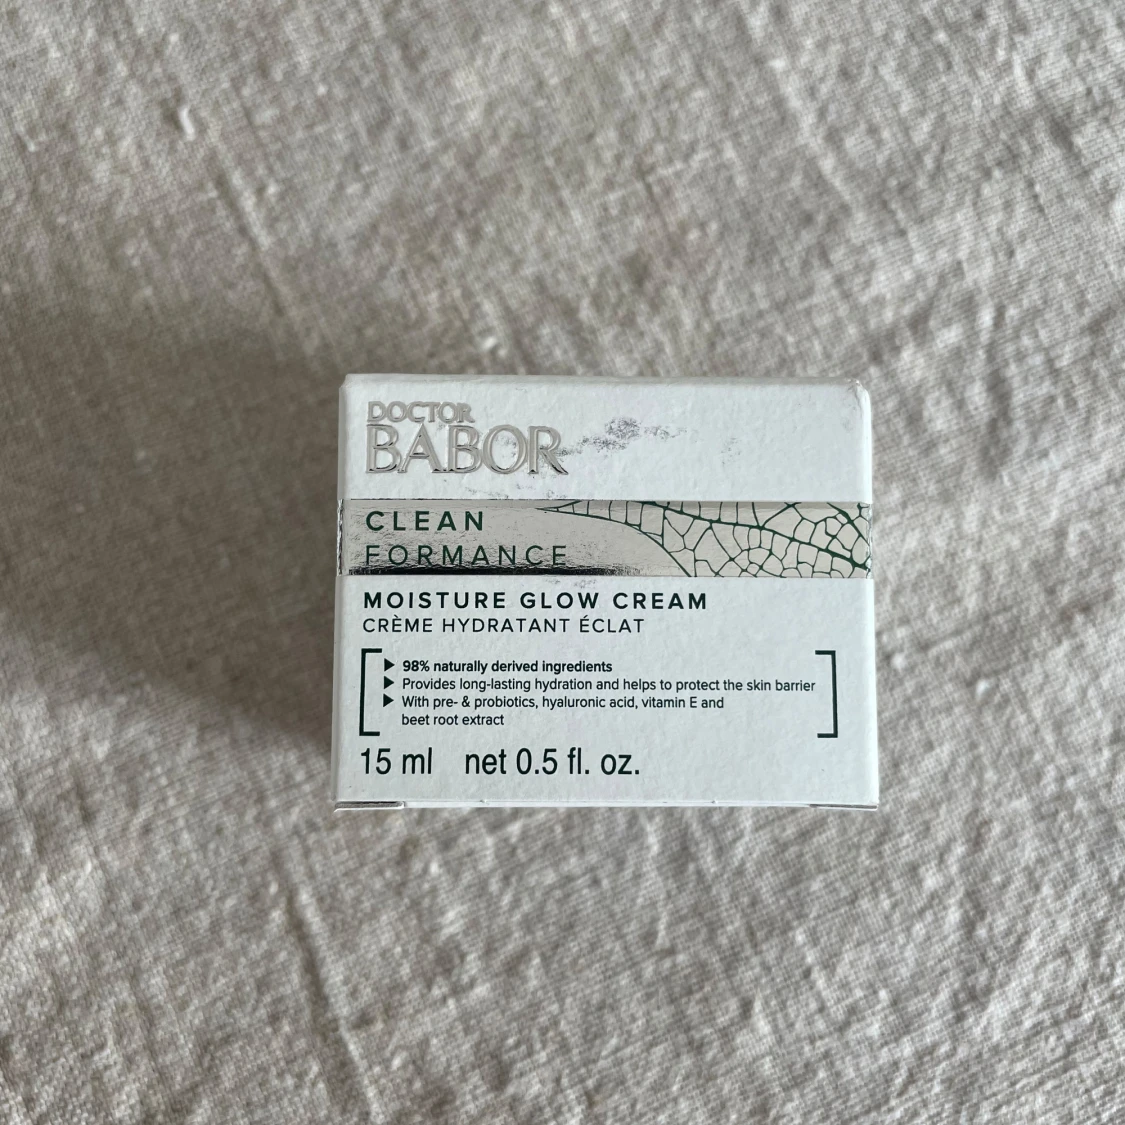 DOCTOR
BABOR
CLEAN
FORMANCE
MOISTURE GLOW CREAM
CRÈME HYDRATANT ÉCLAT
98% naturally derived ingredients
Provides long-lasting hydration and helps to protect the skin barrier
With pre- & probiotics, hyaluronic acid, vitamin E and
beet root extract
15 ml net 0.5 fl. oz.